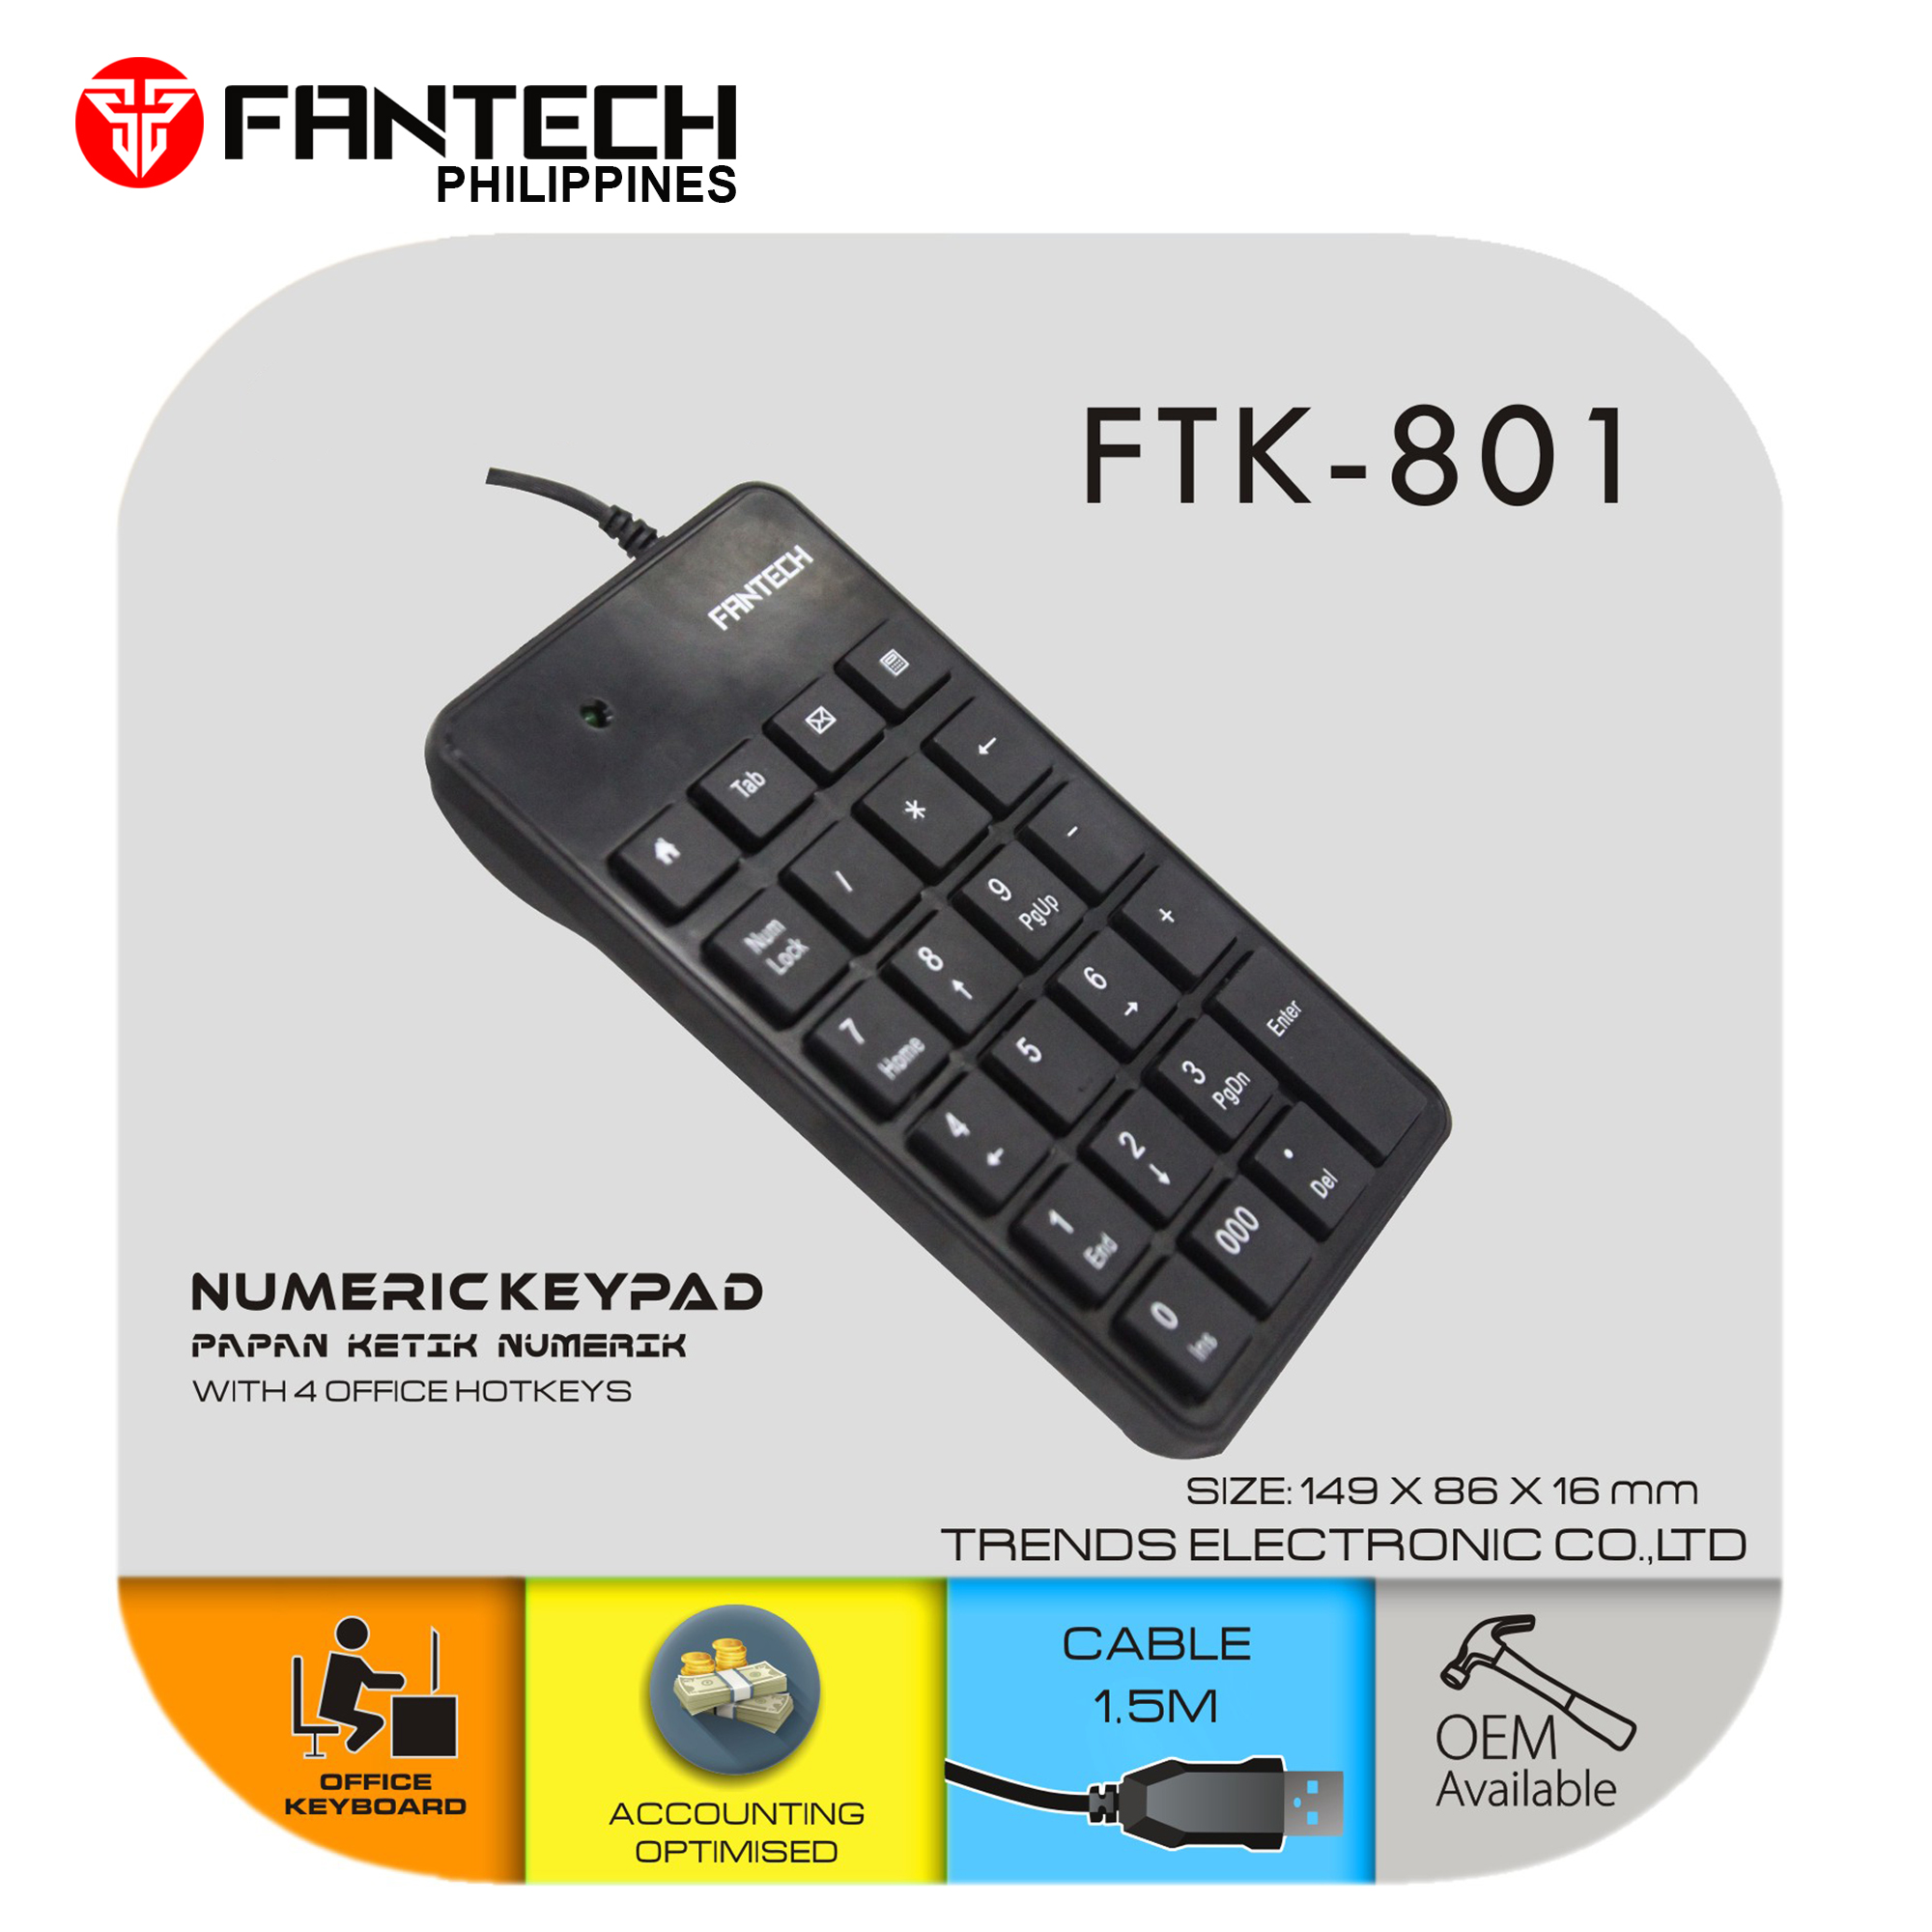 FANTECH
PHILIPPINES
FTK-801
FANTECH
Tab
Num
Lock
/
*
←
-
7
Home
8
↑
9
PgUp
+
4
←
5
6
→
1
End
2
↓
3
PgDn
Enter
0
Ins
000
.
Del
NUMERIC KEYPAD
PAPAN KETIK NUMERIK
WITH 4 OFFICE HOTKEYS
SIZE: 149 X 86 X 16 mm
TRENDS ELECTRONIC CO.,LTD
OFFICE
KEYBOARD
ACCOUNTING
OPTIMISED
CABLE
1.5M
OEM
Available